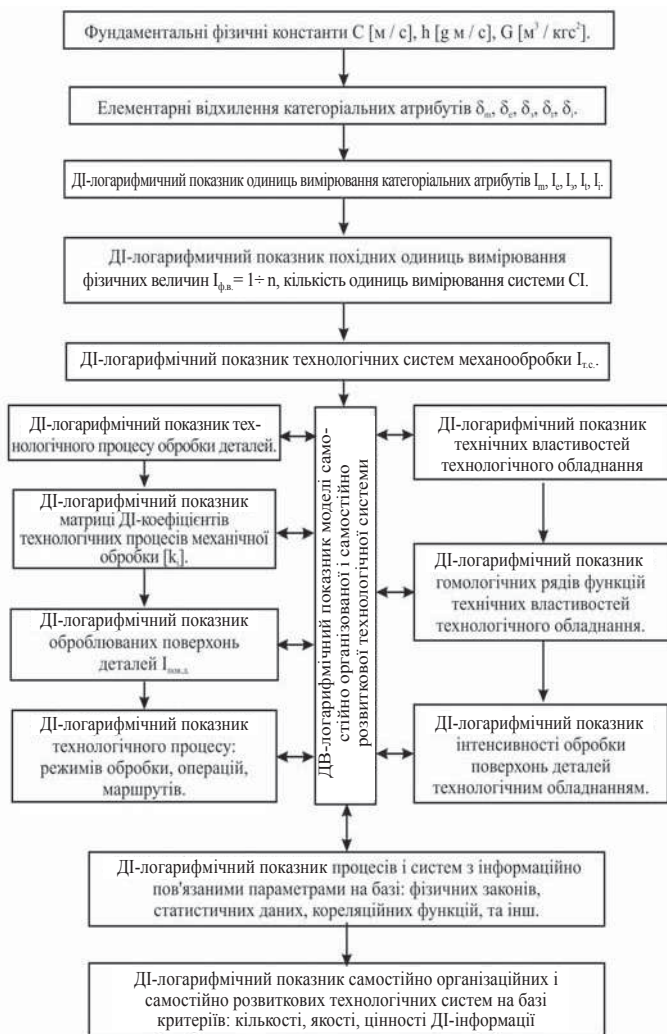 Фундаментальні фізичні константи С [м / с], h [g м / с], G [м³ / кгс²].
Елементарні відхилення категоріальних атрибутів δₘ, δₑ, δₛ, δₜ, δᵢ.
ДІ-логарифмичний показник одиниць вимірювання категоріальних атрибутів Iₘ, Iₑ, Iₛ, Iₜ, Iᵢ.
ДІ-логарифмичний показник похідних одиниць вимірювання
фізичних величин I ф.в.= 1÷ n, кількість одиниць вимірювання системи СІ.
ДІ-логарифмічний показник технологічних систем механообробки I т.с.
ДІ-логарифмічний показник тех-
нологічного процесу обробки деталей.
ДІ-логарифмічний показник
матриці ДІ-коефіцієнтів
технологічних процесів механічної
обробки [kᵢ].
ДІ-логарифмічний показник
оброблюваних поверхонь
деталей I пов.д.
ДІ-логарифмічний показник
технологічного процесу:
режимів обробки, операцій,
маршрутів.
ДВ-логарифмічний показник моделі само-
стійно організованої і самостійно
розвиткової технологічної системи
ДІ-логарифмічний показник
технічних властивостей
технологічного обладнання
ДІ-логарифмічний показник
гомологічних рядів функцій
технічних властивостей
технологічного обладнання.
ДІ-логарифмічний показник
інтенсивності обробки
поверхонь деталей
технологічним обладнанням.
ДІ-логарифмічний показник процесів і систем з інформаційно
пов'язаними параметрами на базі: фізичних законів,
статистичних даних, кореляційних функцій, та інш.
ДІ-логарифмічний показник самостійно організаційних і
самостійно розвиткових технологічних систем на базі
критеріїв: кількості, якості, цінності ДІ-інформації